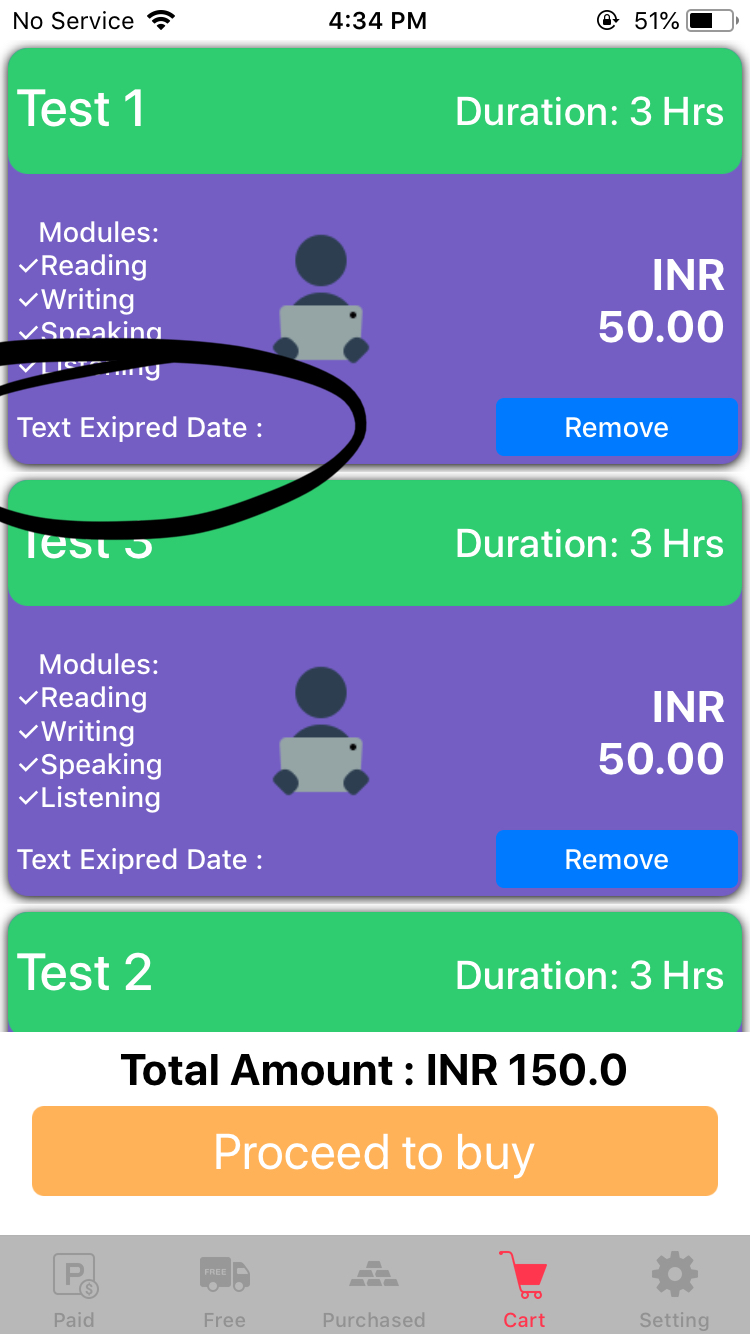 No Service 4:34 PM 51%
Test 1 Duration: 3 Hrs
Modules:
✓Reading
✓Writing
✓Speaking
✓Listening
INR
50.00
Text Exipred Date : Remove
Test 3 Duration: 3 Hrs
Modules:
✓Reading
✓Writing
✓Speaking
✓Listening
INR
50.00
Text Exipred Date : Remove
Test 2 Duration: 3 Hrs
Total Amount : INR 150.0
Proceed to buy
P $ FREE
Paid Free Purchased Cart Setting